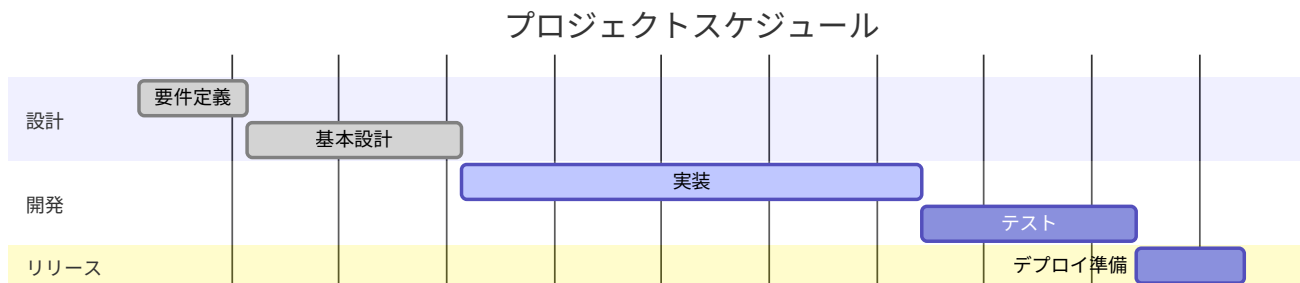 プロジェクトスケジュール
設計
要件定義
基本設計
開発
実装
テスト
リリース
デプロイ準備